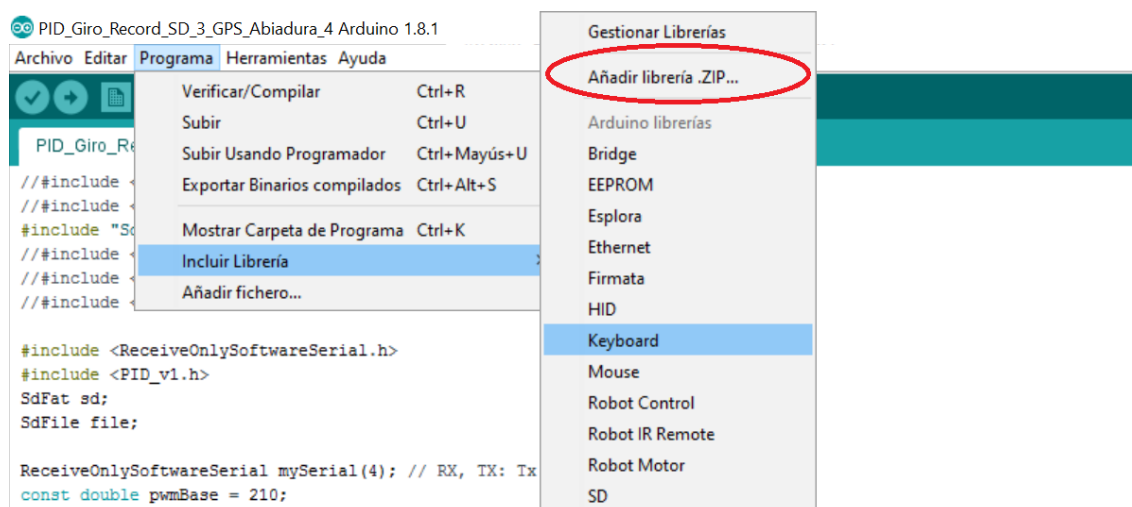 PID_Giro_Record_SD_3_GPS_Abiadura_4 Arduino 1.8.1
Archivo Editar Programa Herramientas Ayuda
PID_Giro_Re
Verificar/Compilar Ctrl+R
Subir Ctrl+U
Subir Usando Programador Ctrl+Mayús+U
Exportar Binarios compilados Ctrl+Alt+S
Mostrar Carpeta de Programa Ctrl+K
Incluir Librería
Añadir fichero...
Gestionar Librerías
Añadir librería .ZIP...
Arduino librerías
Bridge
EEPROM
Esplora
Ethernet
Firmata
HID
Keyboard
Mouse
Robot Control
Robot IR Remote
Robot Motor
SD
//#include <
//#include <
#include "Sd
//#include <
//#include <
//#include <
#include <ReceiveOnlySoftwareSerial.h>
#include <PID_v1.h>
SdFat sd;
SdFile file;
ReceiveOnlySoftwareSerial mySerial(4); // RX, TX: Tx
const double pwmBase = 210;